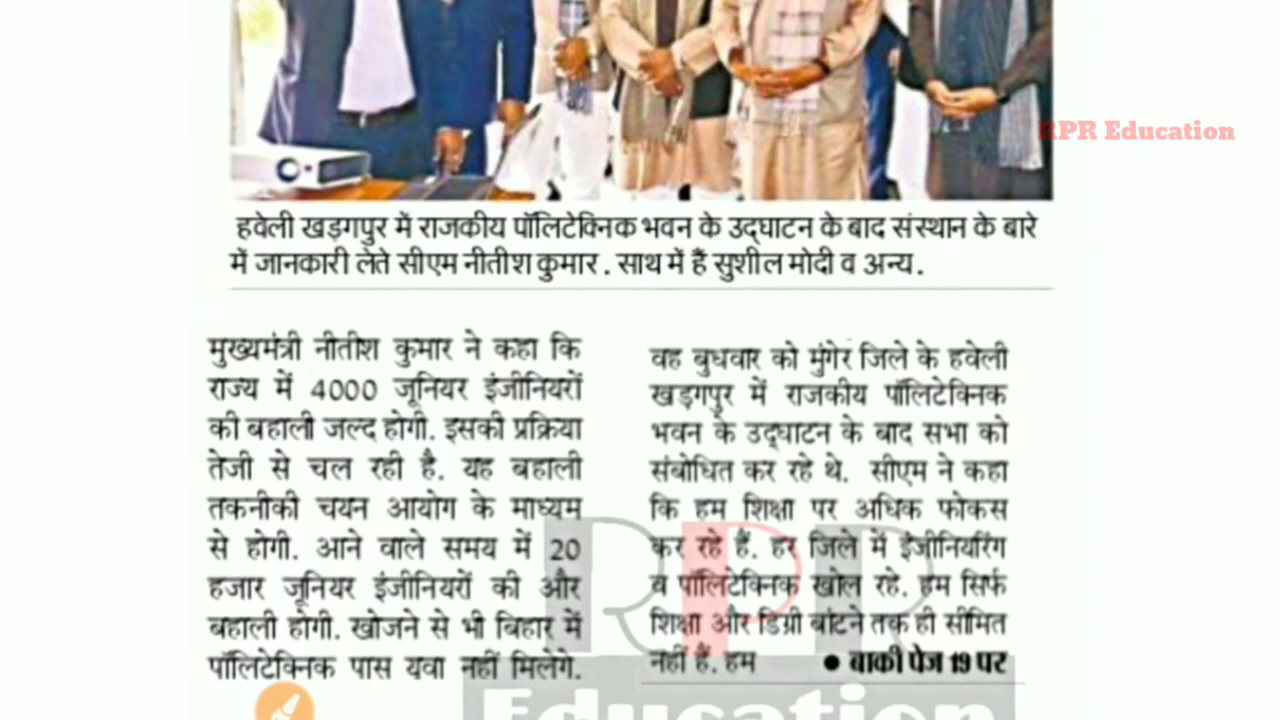 RPR Education
हवेली खड़गपुर में राजकीय पॉलिटेक्निक भवन के उद्घाटन के बाद संस्थान के बारे
में जानकारी लेते सीएम नीतीश कुमार. साथ में हैं सुशील मोदी व अन्य.
मुख्यमंत्री नीतीश कुमार ने कहा कि
राज्य में 4000 जूनियर इंजीनियरों
की बहाली जल्द होगी. इसकी प्रक्रिया
तेजी से चल रही है. यह बहाली
तकनीकी चयन आयोग के माध्यम
से होगी. आने वाले समय में 20
हजार जूनियर इंजीनियरों की और
बहाली होगी. खोजने से भी बिहार में
पॉलिटेक्निक पास यवा नहीं मिलेगे.
वह बुधवार को मुंगेर जिले के हवेली
खड़गपुर में राजकीय पॉलिटेक्निक
भवन के उद्घाटन के बाद सभा को
संबोधित कर रहे थे. सीएम ने कहा
कि हम शिक्षा पर अधिक फोकस
कर रहे हैं. हर जिले में इंजीनियरिंग
व पॉलिटेक्निक खोल रहे. हम सिर्फ
शिक्षा और डिग्री बांटने तक ही सीमित
नहीं हैं. हम ● बाकी पेज 19 पर
RPR
Education